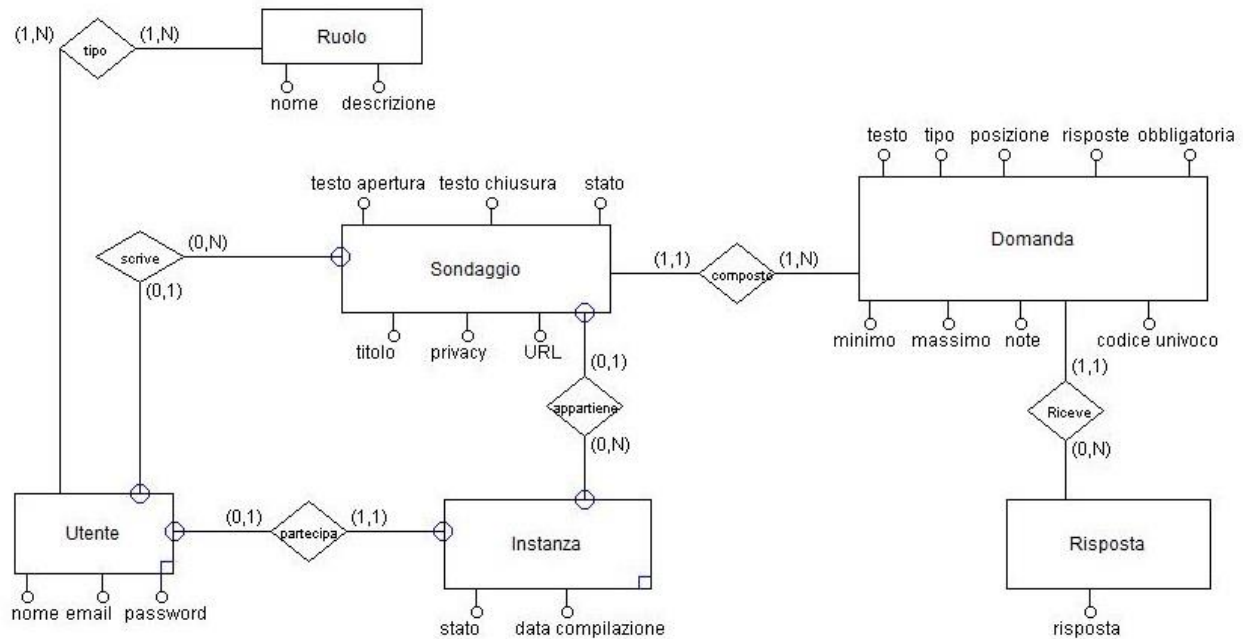 (1,N)
(1,N)
Ruolo
tipo
nome
descrizione
testo
tipo
posizione
risposte
obbligatoria
testo apertura
testo chiusura
stato
Domanda
scrive
(0,N)
(0,1)
Sondaggio
(1,1)
composto
(1,N)
titolo
privacy
URL
minimo
massimo
note
codice univoco
(0,1)
appartiene
(0,N)
(1,1)
Riceve
(0,N)
Utente
(0,1)
partecipa
(1,1)
Instanza
Risposta
nome
email
password
stato
data compilazione
risposta